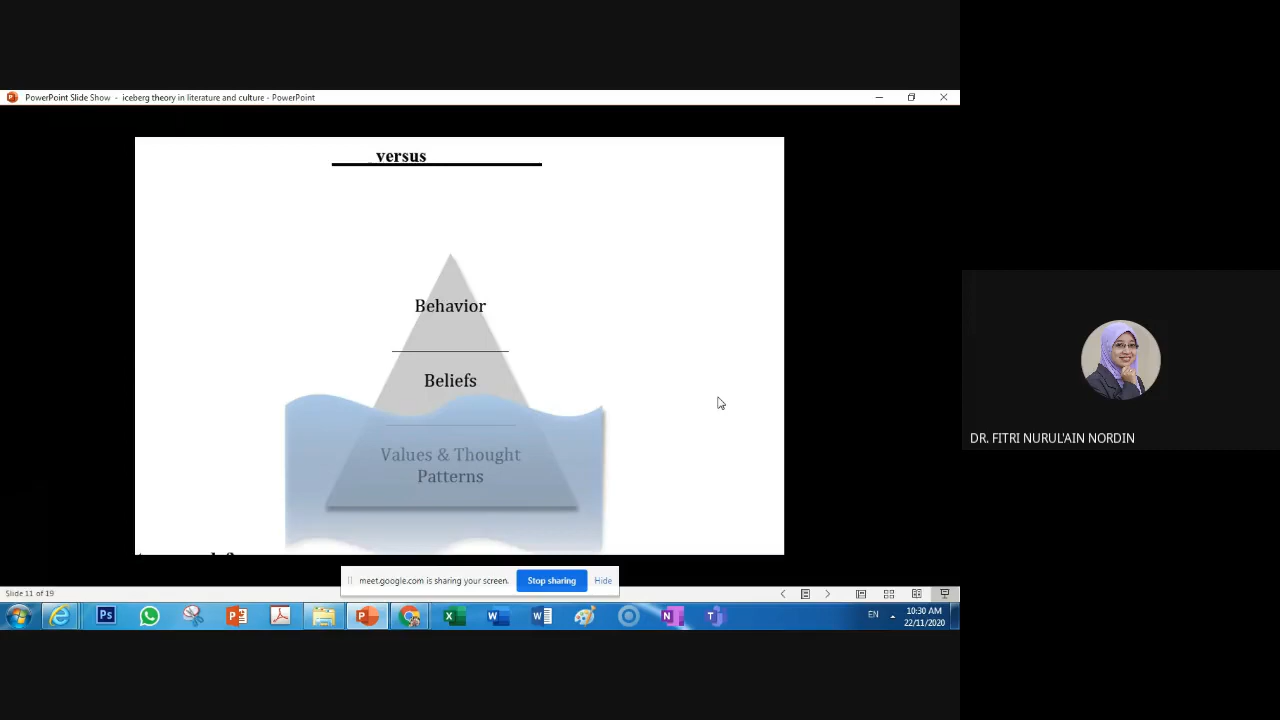 PowerPoint Slide Show - iceberg theory in literature and culture - PowerPoint
versus
Behavior
Beliefs
Values & Thought
Patterns
DR. FITRI NURUL'AIN NORDIN
meet.google.com is sharing your screen.
Stop sharing
Hide
Slide 11 of 19
Ps
EN
10:30 AM
22/11/2020